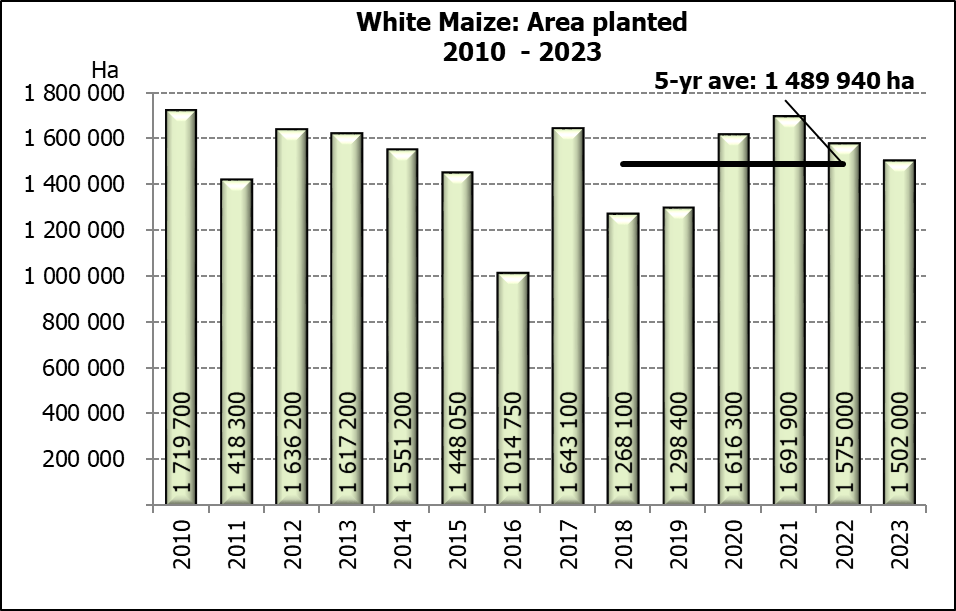 White Maize: Area planted
2010 - 2023
Ha
5-yr ave: 1 489 940 ha
1 800 000
1 600 000
1 400 000
1 200 000
1 000 000
800 000
600 000
400 000
200 000
1 719 700
1 418 300
1 636 200
1 617 200
1 551 200
1 448 050
1 014 750
1 643 100
1 268 100
1 298 400
1 616 300
1 691 900
1 575 000
1 502 000
2010
2011
2012
2013
2014
2015
2016
2017
2018
2019
2020
2021
2022
2023